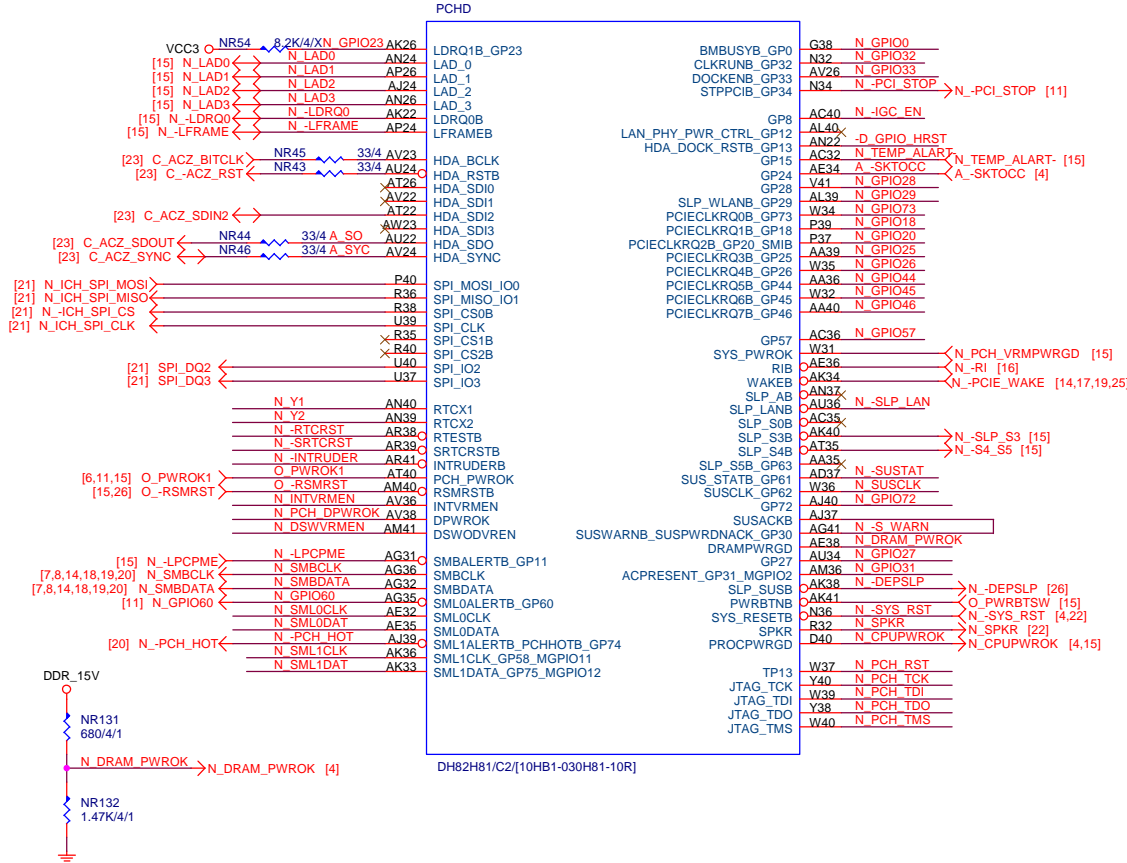 PCHD
VCC3 NR54 8.2K/4/X N_GPIO23 AK26 LDRQ1B_GP23
[15] N_LAD0 N_LAD0 AN24 LAD_0
[15] N_LAD1 N_LAD1 AP26 LAD_1
[15] N_LAD2 N_LAD2 AJ24 LAD_2
[15] N_LAD3 N_LAD3 AN26 LAD_3
[15] N_-LDRQ0 N_-LDRQ0 AK22 LDRQ0B
[15] N_-LFRAME N_-LFRAME AP24 LFRAMEB
[23] C_ACZ_BITCLK NR45 33/4 AV23 HDA_BCLK
[23] C_-ACZ_RST NR43 33/4 AU24 HDA_RSTB
AT26 HDA_SDI0
AV22 HDA_SDI1
[23] C_ACZ_SDIN2 AT22 HDA_SDI2
AW23 HDA_SDI3
[23] C_ACZ_SDOUT NR44 33/4 A_SO AU22 HDA_SDO
[23] C_ACZ_SYNC NR46 33/4 A_SYC AV24 HDA_SYNC
[21] N_ICH_SPI_MOSI P40 SPI_MOSI_IO0
[21] N_ICH_SPI_MISO R36 SPI_MISO_IO1
[21] N_-ICH_SPI_CS R38 SPI_CS0B
[21] N_ICH_SPI_CLK U39 SPI_CLK
R35 SPI_CS1B
R40 SPI_CS2B
[21] SPI_DQ2 U40 SPI_IO2
[21] SPI_DQ3 U37 SPI_IO3
N_Y1 AN40 RTCX1
N_Y2 AN39 RTCX2
N_-RTCRST AR38 RTESTB
N_-SRTCRST AR39 SRTCRSTB
N_-INTRUDER AR41 INTRUDERB
[6,11,15] O_PWROK1 O_PWROK1 AT40 PCH_PWROK
[15,26] O_-RSMRST O_-RSMRST AM40 RSMRSTB
N_INTVRMEN AV36 INTVRMEN
N_PCH_DPWROK AV38 DPWROK
N_DSWVRMEN AM41 DSWODVREN
[15] N_-LPCPME N_-LPCPME AG31 SMBALERTB_GP11
[7,8,14,18,19,20] N_SMBCLK N_SMBCLK AG36 SMBCLK
[7,8,14,18,19,20] N_SMBDATA N_SMBDATA AG32 SMBDATA
[11] N_GPIO60 N_GPIO60 AG35 SML0ALERTB_GP60
N_SML0CLK AE32 SML0CLK
N_SML0DAT AE35 SML0DATA
[20] N_-PCH_HOT N_-PCH_HOT AJ39 SML1ALERTB_PCHHOTB_GP74
N_SML1CLK AK36 SML1CLK_GP58_MGPIO11
N_SML1DAT AK33 SML1DATA_GP75_MGPIO12
BMBUSYB_GP0 G38 N_GPIO0
CLKRUNB_GP32 N32 N_GPIO32
DOCKENB_GP33 AV26 N_GPIO33
STPPCIB_GP34 N34 N_-PCI_STOP N_-PCI_STOP [11]
GP8 AC40 N_-IGC_EN
LAN_PHY_PWR_CTRL_GP12 AL40
HDA_DOCK_RSTB_GP13 AN22 -D_GPIO_HRST
GP15 AC32 N_TEMP_ALART- N_TEMP_ALART- [15]
GP24 AE34 A_-SKTOCC A_-SKTOCC [4]
GP28 V41 N_GPIO28
SLP_WLANB_GP29 AL39 N_GPIO29
PCIECLKRQ0B_GP73 W34 N_GPIO73
PCIECLKRQ1B_GP18 P39 N_GPIO18
PCIECLKRQ2B_GP20_SMIB P37 N_GPIO20
PCIECLKRQ3B_GP25 AA39 N_GPIO25
PCIECLKRQ4B_GP26 W35 N_GPIO26
PCIECLKRQ5B_GP44 AA36 N_GPIO44
PCIECLKRQ6B_GP45 W32 N_GPIO45
PCIECLKRQ7B_GP46 AA40 N_GPIO46
GP57 AC36 N_GPIO57
SYS_PWROK W31 N_PCH_VRMPWRGD [15]
RIB AE36 N_-RI [16]
WAKEB AK34 N_-PCIE_WAKE [14,17,19,25]
SLP_AB AN37
SLP_LANB AU36 N_-SLP_LAN
SLP_S0B AC35
SLP_S3B AK40 N_-SLP_S3 [15]
SLP_S4B AT35 N_-S4_S5 [15]
SLP_S5B_GP63 AA35
SUS_STATB_GP61 AD37 N_-SUSTAT
SUSCLK_GP62 W36 N_SUSCLK
GP72 AJ40 N_GPIO72
SUSACKB AJ37
SUSWARNB_SUSPWRDNACK_GP30 AG41 N_-S_WARN
DRAMPWRGD AE38 N_DRAM_PWROK
GP27 AU34 N_GPIO27
ACPRESENT_GP31_MGPIO2 AM36 N_GPIO31
SLP_SUSB AK38 N_-DEPSLP N_-DEPSLP [26]
PWRBTNB AK41 O_PWRBTSW [15]
SYS_RESETB N36 N_-SYS_RST N_-SYS_RST [4,22]
SPKR R32 N_SPKR N_SPKR [22]
PROCPWRGD D40 N_CPUPWROK N_CPUPWROK [4,15]
TP13 W37 N_PCH_RST
JTAG_TCK Y40 N_PCH_TCK
JTAG_TDI W39 N_PCH_TDI
JTAG_TDO Y38 N_PCH_TDO
JTAG_TMS W40 N_PCH_TMS
DH82H81/C2/[10HB1-030H81-10R]
DDR_15V
NR131
680/4/1
N_DRAM_PWROK N_DRAM_PWROK [4]
NR132
1.47K/4/1